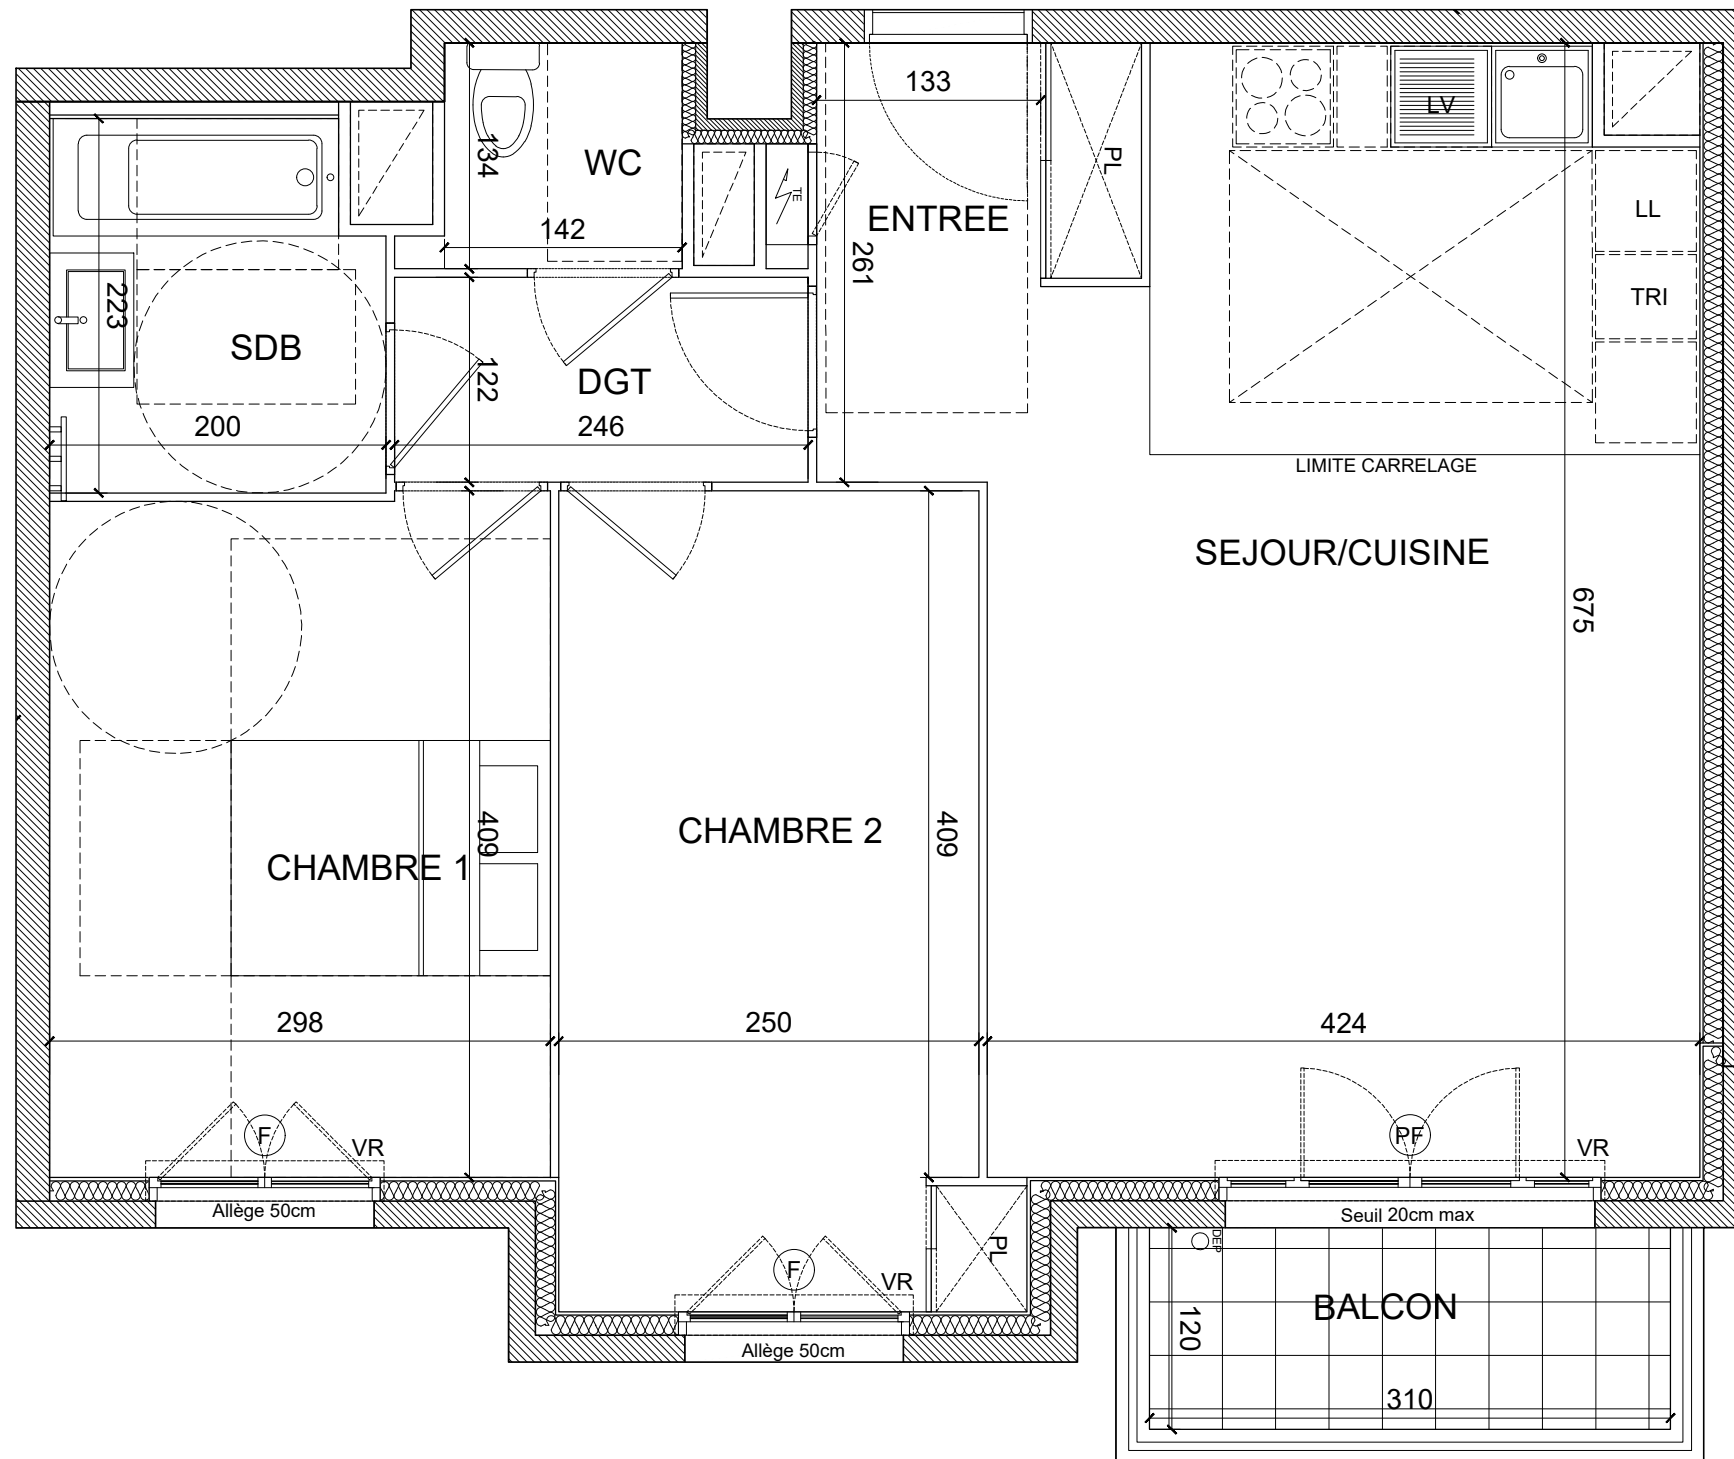 133
LV
PL
134
WC
TE
ENTREE
142
261
LL
223
TRI
SDB
122
DGT
200
246
LIMITE CARRELAGE
SEJOUR/CUISINE
675
409
CHAMBRE 2
409
CHAMBRE 1
298
250
424
F
VR
PF
VR
Allège 50cm
Seuil 20cm max
DEP
PL
F
VR
BALCON
120
Allège 50cm
310